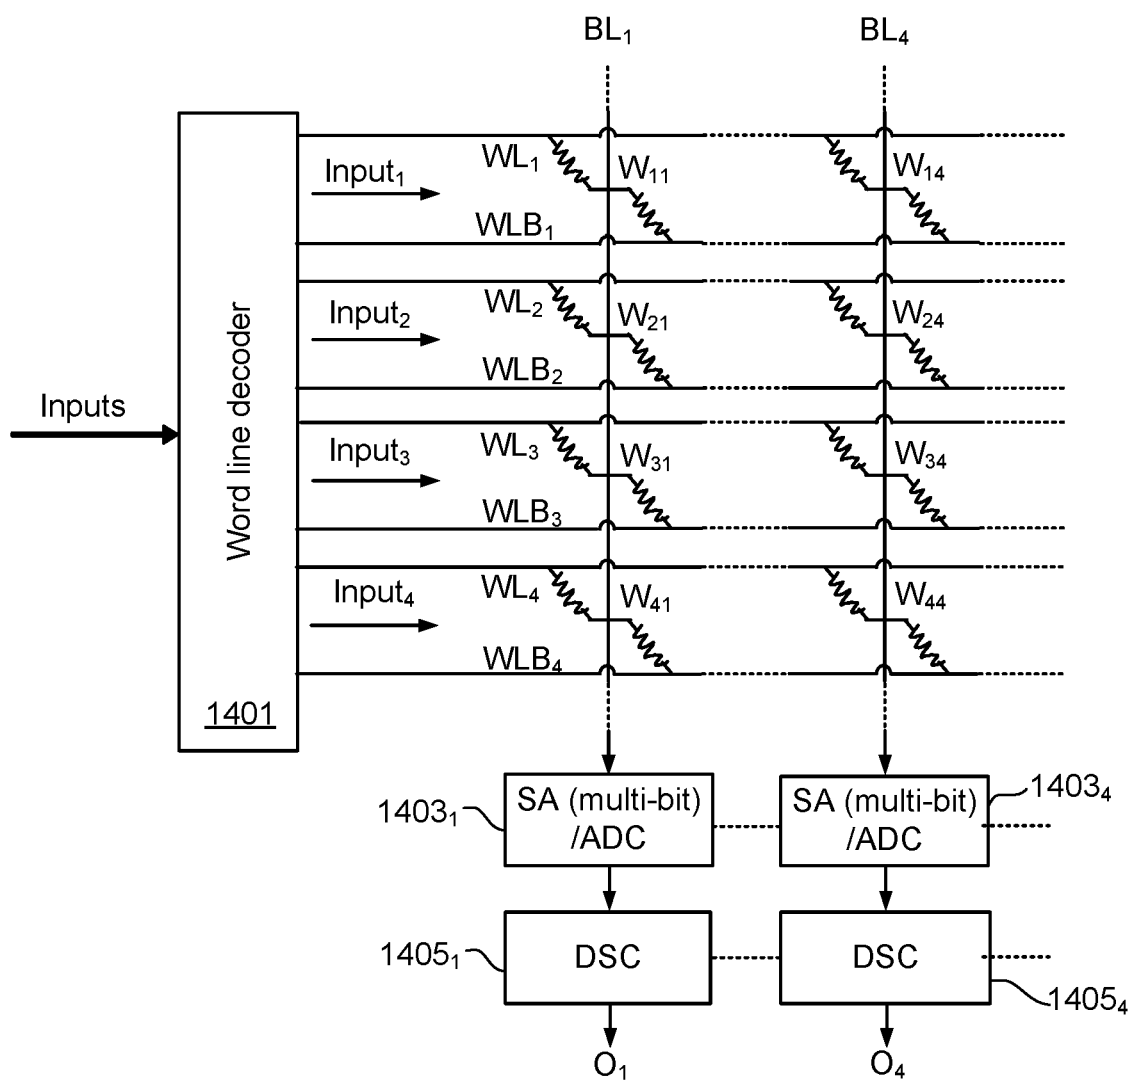 BL₁ BL₄
WL₁ W₁₁ W₁₄
Input₁
WLB₁
WL₂ W₂₁ W₂₄
Input₂
WLB₂
Inputs
Word line decoder
WL₃ W₃₁ W₃₄
Input₃
WLB₃
WL₄ W₄₁ W₄₄
Input₄
WLB₄
1401
1403₁
SA (multi-bit)
/ADC
SA (multi-bit)
/ADC
1403₄
1405₁
DSC
DSC
1405₄
O₁ O₄